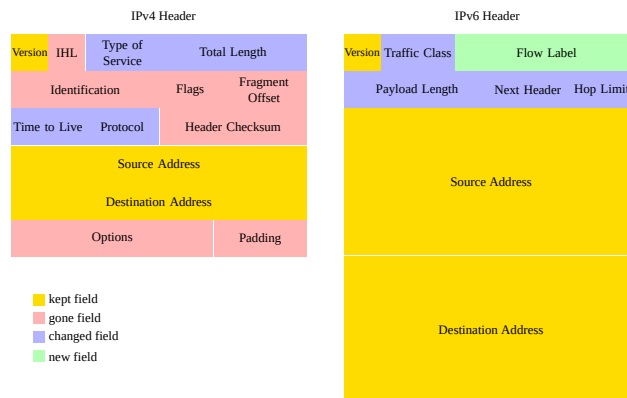 IPv4 Header
Version IHL Type of Service Total Length
Identification Flags Fragment Offset
Time to Live Protocol Header Checksum
Source Address
Destination Address
Options Padding
kept field
gone field
changed field
new field
IPv6 Header
Version Traffic Class Flow Label
Payload Length Next Header Hop Limit
Source Address
Destination Address